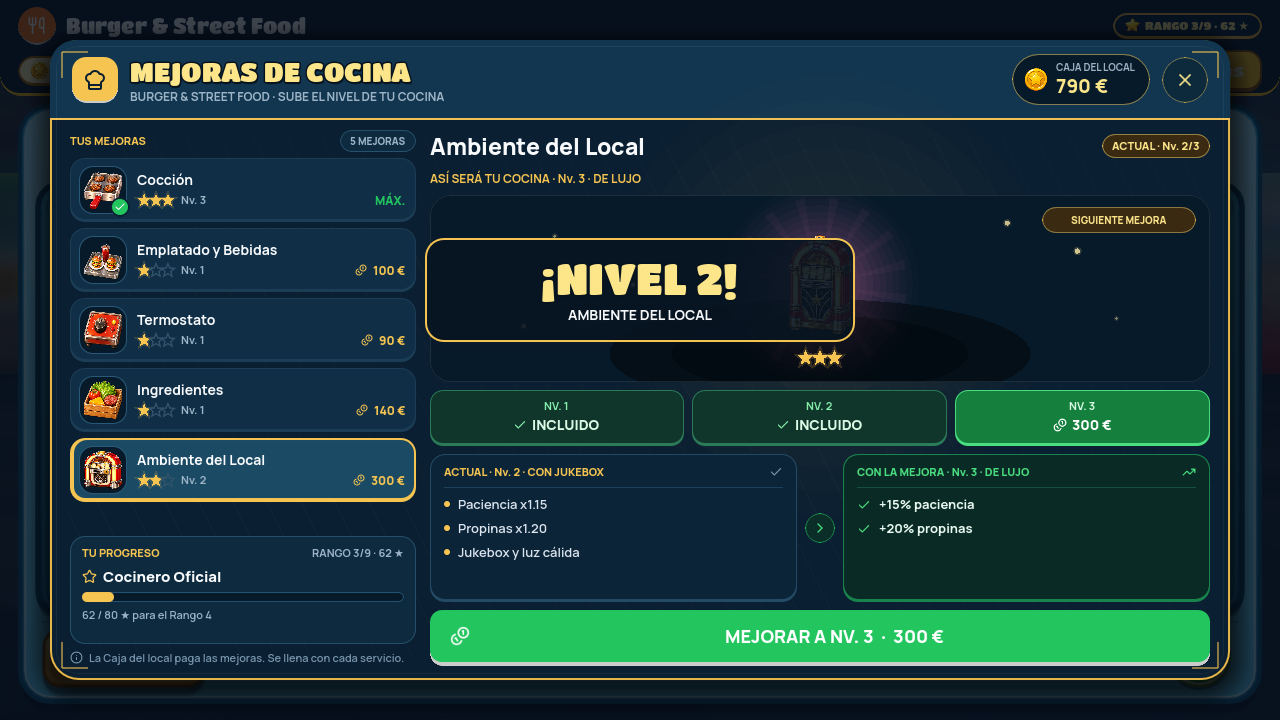 Burger & Street Food
RANGO 3/9 · 62 ★
MEJORAS DE COCINA
BURGER & STREET FOOD · SUBE EL NIVEL DE TU COCINA
CAJA DEL LOCAL
790 €
TUS MEJORAS
5 MEJORAS
Cocción
Nv. 3
MÁX.
Emplatado y Bebidas
Nv. 1
100 €
Termostato
Nv. 1
90 €
Ingredientes
Nv. 1
140 €
Ambiente del Local
Nv. 2
300 €
TU PROGRESO
RANGO 3/9 · 62 ★
Cocinero Oficial
62 / 80 ★ para el Rango 4
La Caja del local paga las mejoras. Se llena con cada servicio.
Ambiente del Local
ACTUAL · Nv. 2/3
ASÍ SERÁ TU COCINA · Nv. 3 · DE LUJO
SIGUIENTE MEJORA
¡NIVEL 2!
AMBIENTE DEL LOCAL
NV. 1
INCLUIDO
NV. 2
INCLUIDO
NV. 3
300 €
ACTUAL · Nv. 2 · CON JUKEBOX
Paciencia x1.15
Propinas x1.20
Jukebox y luz cálida
CON LA MEJORA · Nv. 3 · DE LUJO
+15% paciencia
+20% propinas
MEJORAR A NV. 3 · 300 €